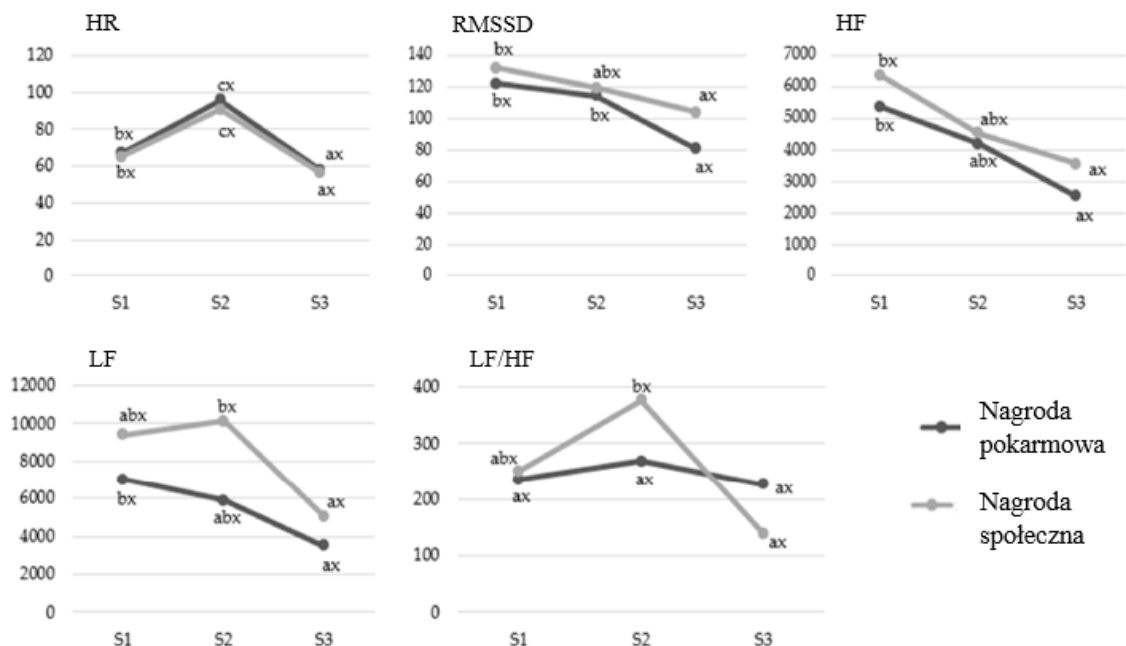 HR
120
100
80
60
40
20
0
bx
bx
cx
cx
ax
ax
S1 S2 S3
RMSSD
140
120
100
80
60
40
20
0
bx
bx
abx
bx
ax
ax
S1 S2 S3
HF
7000
6000
5000
4000
3000
2000
1000
0
bx
bx
abx
abx
ax
ax
S1 S2 S3
LF
12000
10000
8000
6000
4000
2000
0
abx
bx
bx
abx
ax
ax
S1 S2 S3
LF/HF
400
300
200
100
0
abx
ax
bx
ax
ax
ax
S1 S2 S3
Nagroda
pokarmowa
Nagroda
społeczna